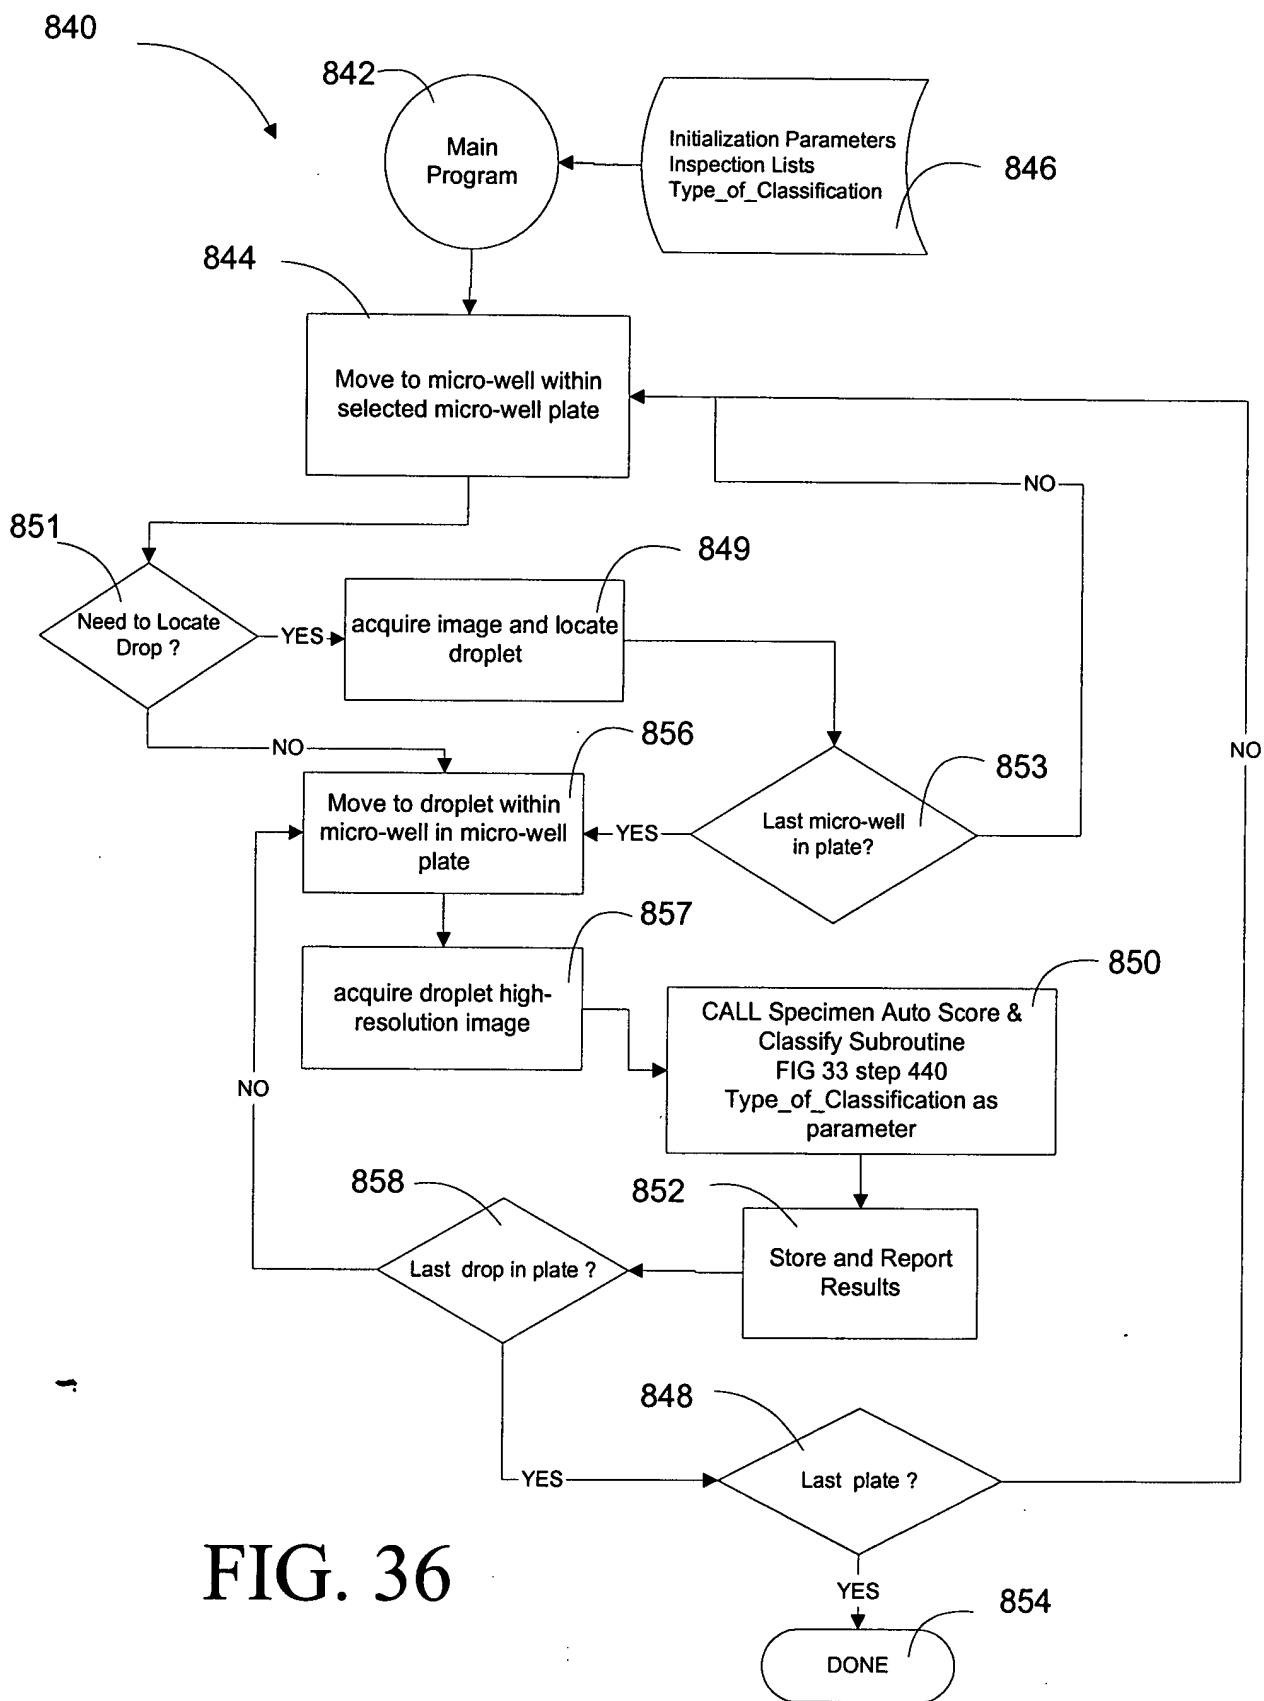 840
842
Main
Program
Initialization Parameters
Inspection Lists
Type_of_Classification
846
844
Move to micro-well within
selected micro-well plate
NO
851
Need to Locate
Drop ?
YES
849
acquire image and locate
droplet
NO
856
Move to droplet within
micro-well in micro-well
plate
YES
853
Last micro-well
in plate?
NO
857
acquire droplet high-
resolution image
850
CALL Specimen Auto Score &
Classify Subroutine
FIG 33 step 440
Type_of_Classification as
parameter
NO
858
Last drop in plate ?
852
Store and Report
Results
848
YES
Last plate ?
YES
854
DONE
FIG. 36